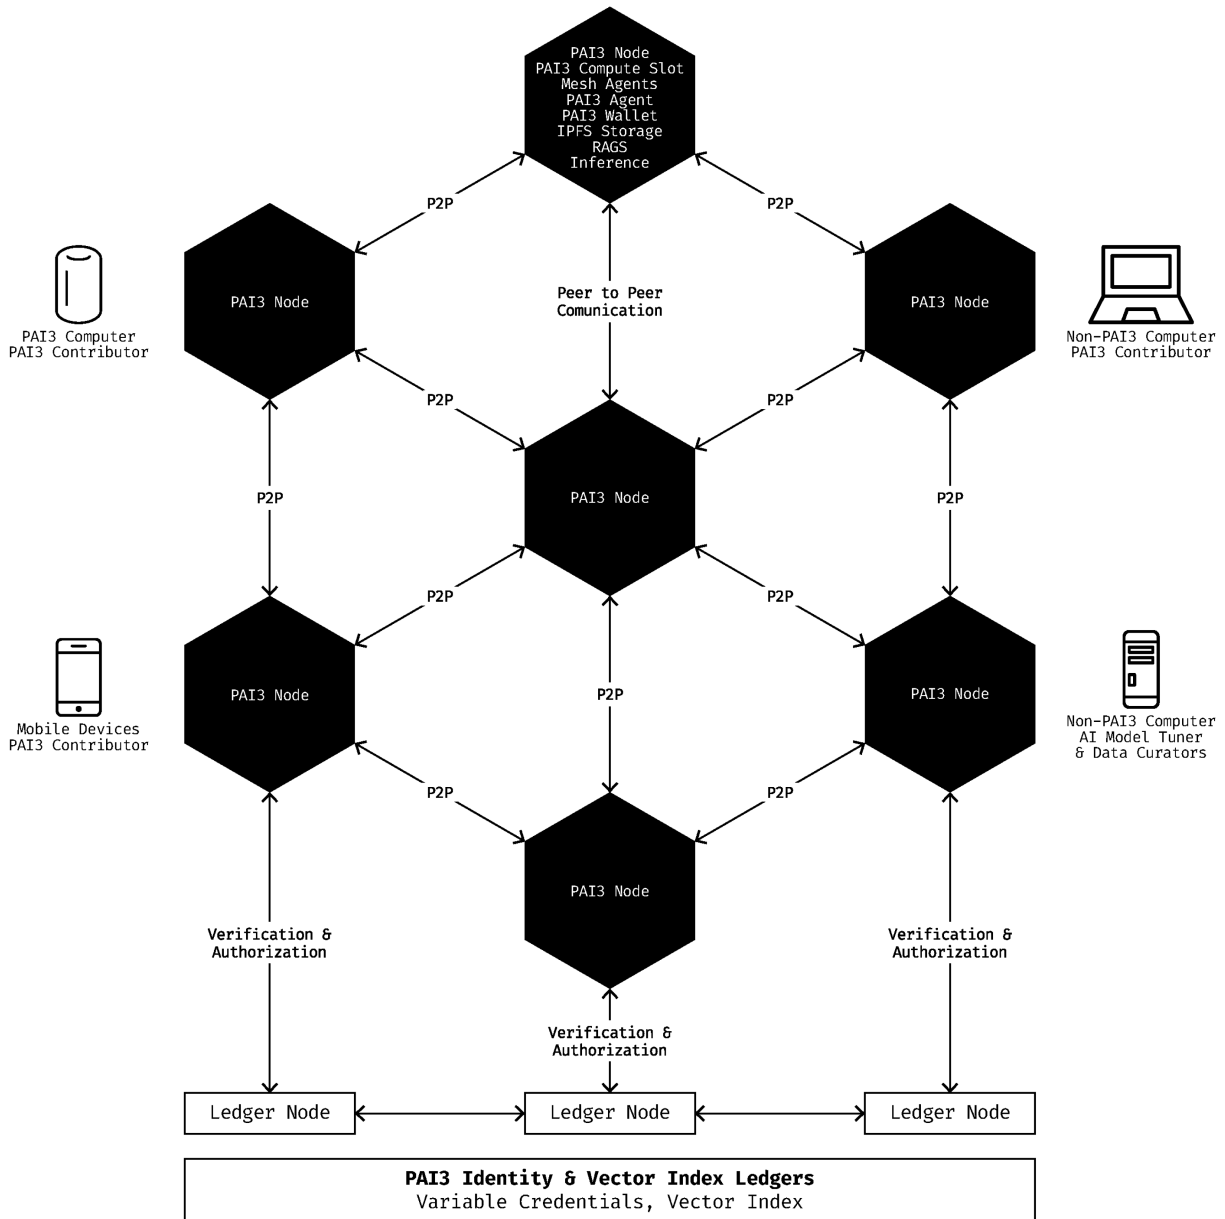 PAI3 Node
PAI3 Compute Slot
Mesh Agents
PAI3 Agent
PAI3 Wallet
IPFS Storage
RAGS
Inference
P2P
P2P
PAI3 Node
Peer to Peer
Comunication
PAI3 Node
PAI3 Computer
PAI3 Contributor
Non-PAI3 Computer
PAI3 Contributor
P2P
P2P
P2P
PAI3 Node
P2P
P2P
P2P
PAI3 Node
P2P
PAI3 Node
Mobile Devices
PAI3 Contributor
Non-PAI3 Computer
AI Model Tuner
& Data Curators
P2P
P2P
PAI3 Node
Verification &
Authorization
Verification &
Authorization
Verification &
Authorization
Ledger Node
Ledger Node
Ledger Node
PAI3 Identity & Vector Index Ledgers
Variable Credentials, Vector Index